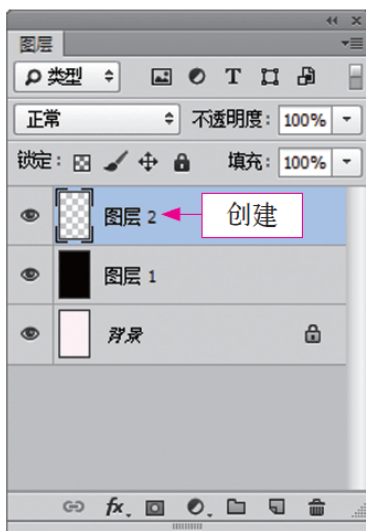 图层
类型
T
正常 不透明度: 100%
锁定: 填充: 100%
图层 2 创建
图层 1
背景
fx.